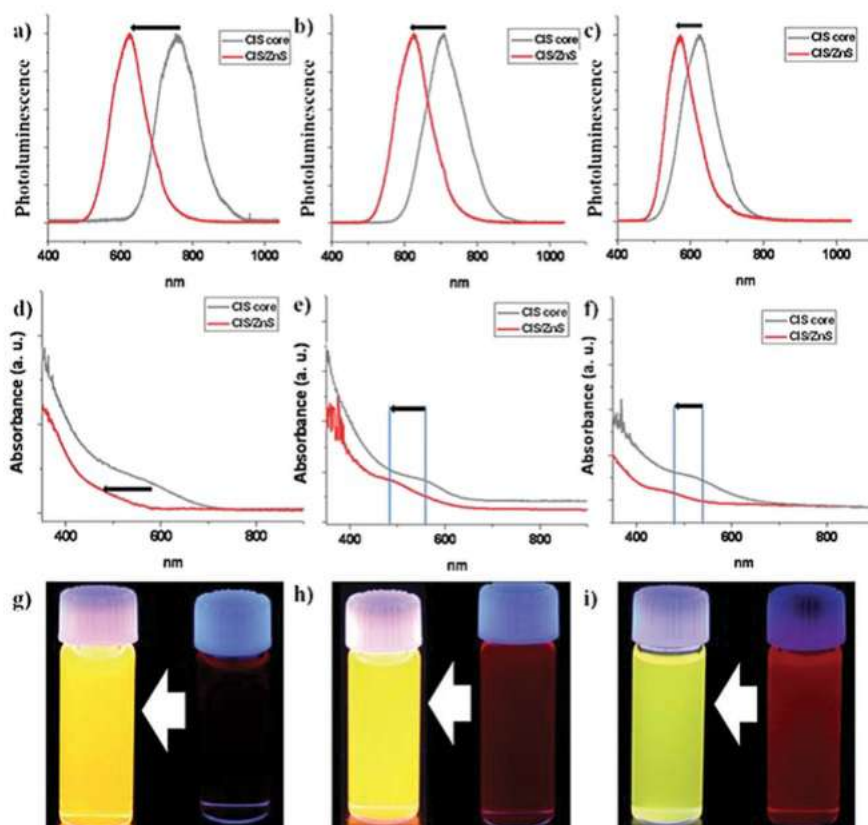 a)
CIS core
CIS/ZnS
Photoluminescence
400 600 800 1000
nm
b)
CIS core
CIS/ZnS
Photoluminescence
400 600 800 1000
nm
c)
CIS core
CIS/ZnS
Photoluminescence
400 600 800 1000
nm
d)
CIS core
CIS/ZnS
Absorbance (a. u.)
400 600 800
nm
e)
CIS core
CIS/ZnS
Absorbance (a. u.)
400 600 800
nm
f)
CIS core
CIS/ZnS
Absorbance (a. u.)
400 600 800
nm
g)
h)
i)